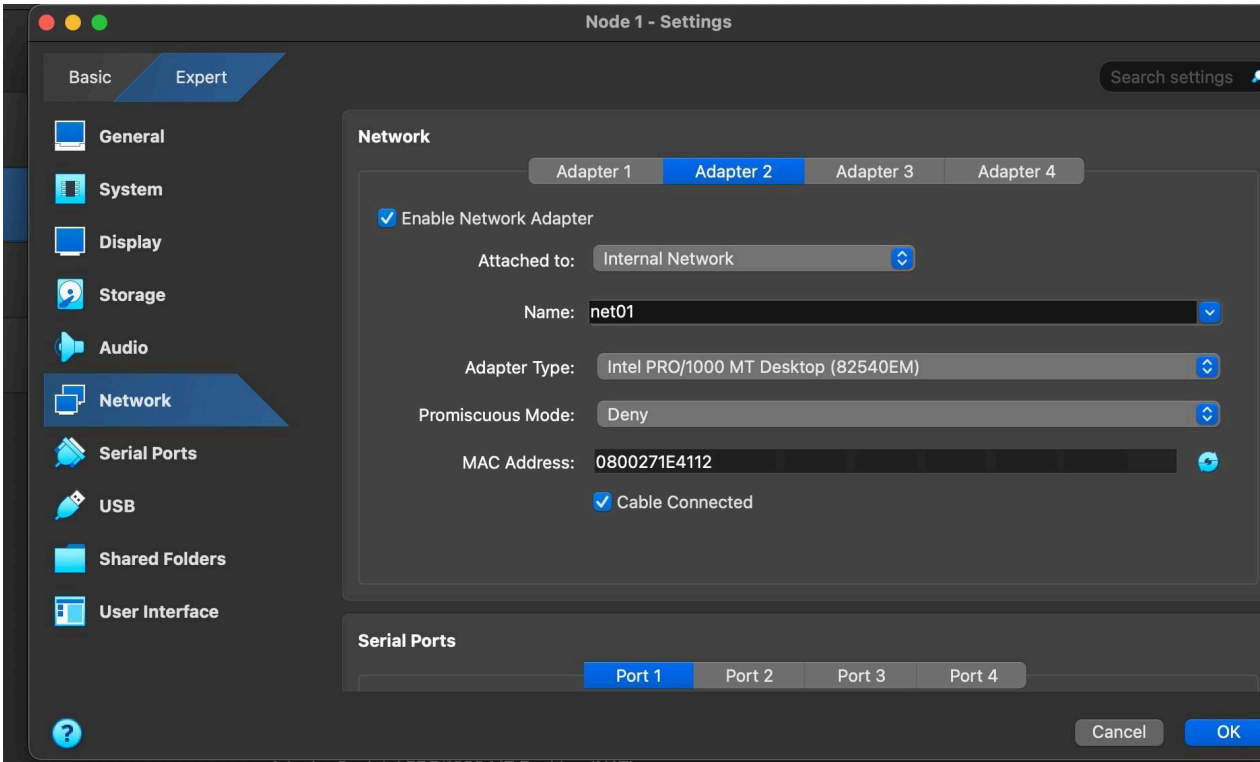 Node 1 - Settings
Basic Expert
Search settings
General
System
Display
Storage
Audio
Network
Serial Ports
USB
Shared Folders
User Interface
Network
Adapter 1 Adapter 2 Adapter 3 Adapter 4
Enable Network Adapter
Attached to: Internal Network
Name: net01
Adapter Type: Intel PRO/1000 MT Desktop (82540EM)
Promiscuous Mode: Deny
MAC Address: 0800271E4112
Cable Connected
Serial Ports
Port 1 Port 2 Port 3 Port 4
?
Cancel OK